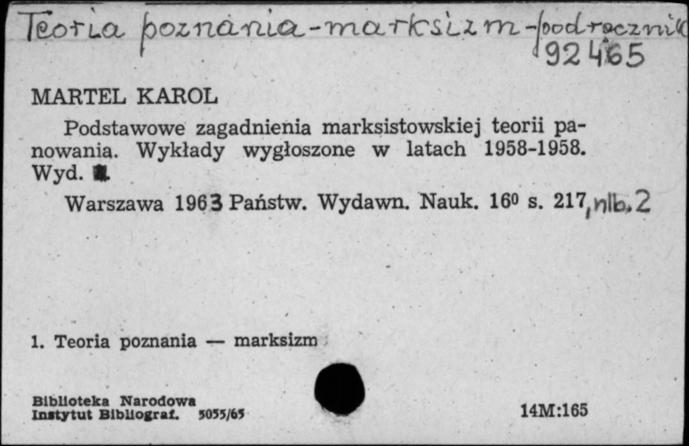 Teoria poznania-marksizm-podręcznik
92465
MARTEL KAROL
Podstawowe zagadnienia marksistowskiej teorii pa-
nowania. Wykłady wygłoszone w latach 1958-1958.
Wyd.
Warszawa 1963 Państw. Wydawn. Nauk. 16⁰ s. 217, nlb. 2
1. Teoria poznania — marksizm
Biblioteka Narodowa
Instytut Bibliograf. 5055/65
14M:165